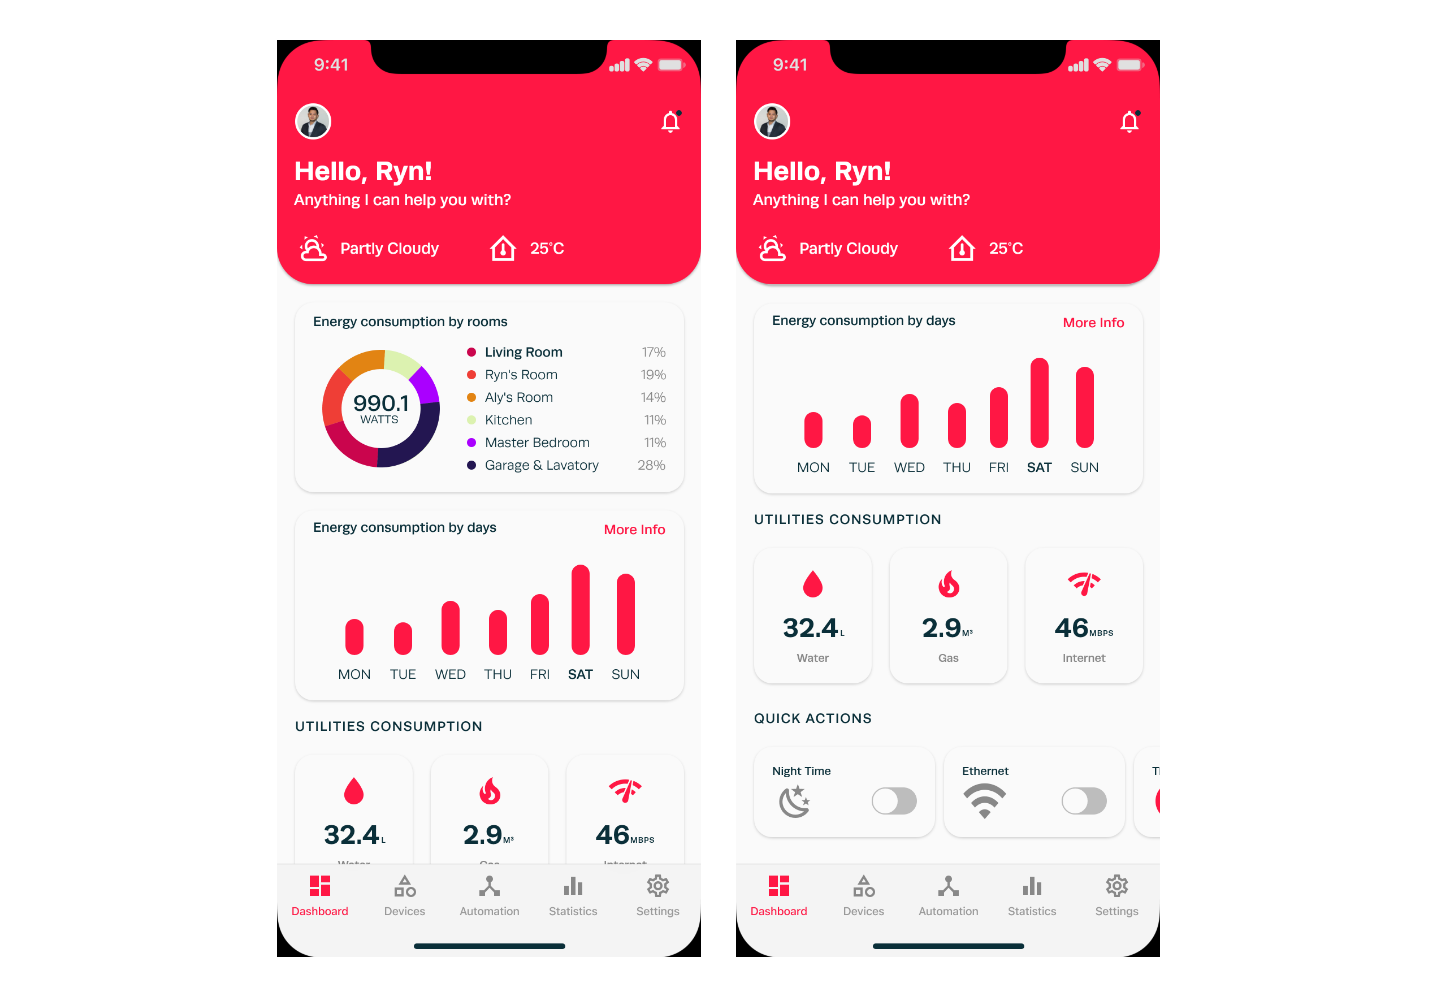 9:41
Hello, Ryn!
Anything I can help you with?
Partly Cloudy 25°C
Energy consumption by rooms
990.1
WATTS
Living Room 17%
Ryn's Room 19%
Aly's Room 14%
Kitchen 11%
Master Bedroom 11%
Garage & Lavatory 28%
Energy consumption by days More Info
MON TUE WED THU FRI SAT SUN
UTILITIES CONSUMPTION
32.4 L 2.9 M³ 46 MBPS
Water Gas Internet
Dashboard Devices Automation Statistics Settings
9:41
Hello, Ryn!
Anything I can help you with?
Partly Cloudy 25°C
Energy consumption by days More Info
MON TUE WED THU FRI SAT SUN
UTILITIES CONSUMPTION
32.4 L 2.9 M³ 46 MBPS
Water Gas Internet
QUICK ACTIONS
Night Time Ethernet
Dashboard Devices Automation Statistics Settings